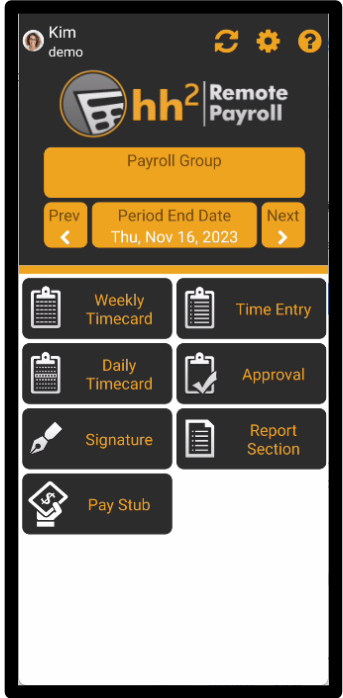 Kim
demo
?
hh2 Remote
Payroll
Payroll Group
Prev
Period End Date
Thu, Nov 16, 2023
Next
Weekly
Timecard
Time Entry
Daily
Timecard
Approval
Signature
Report
Section
$
Pay Stub